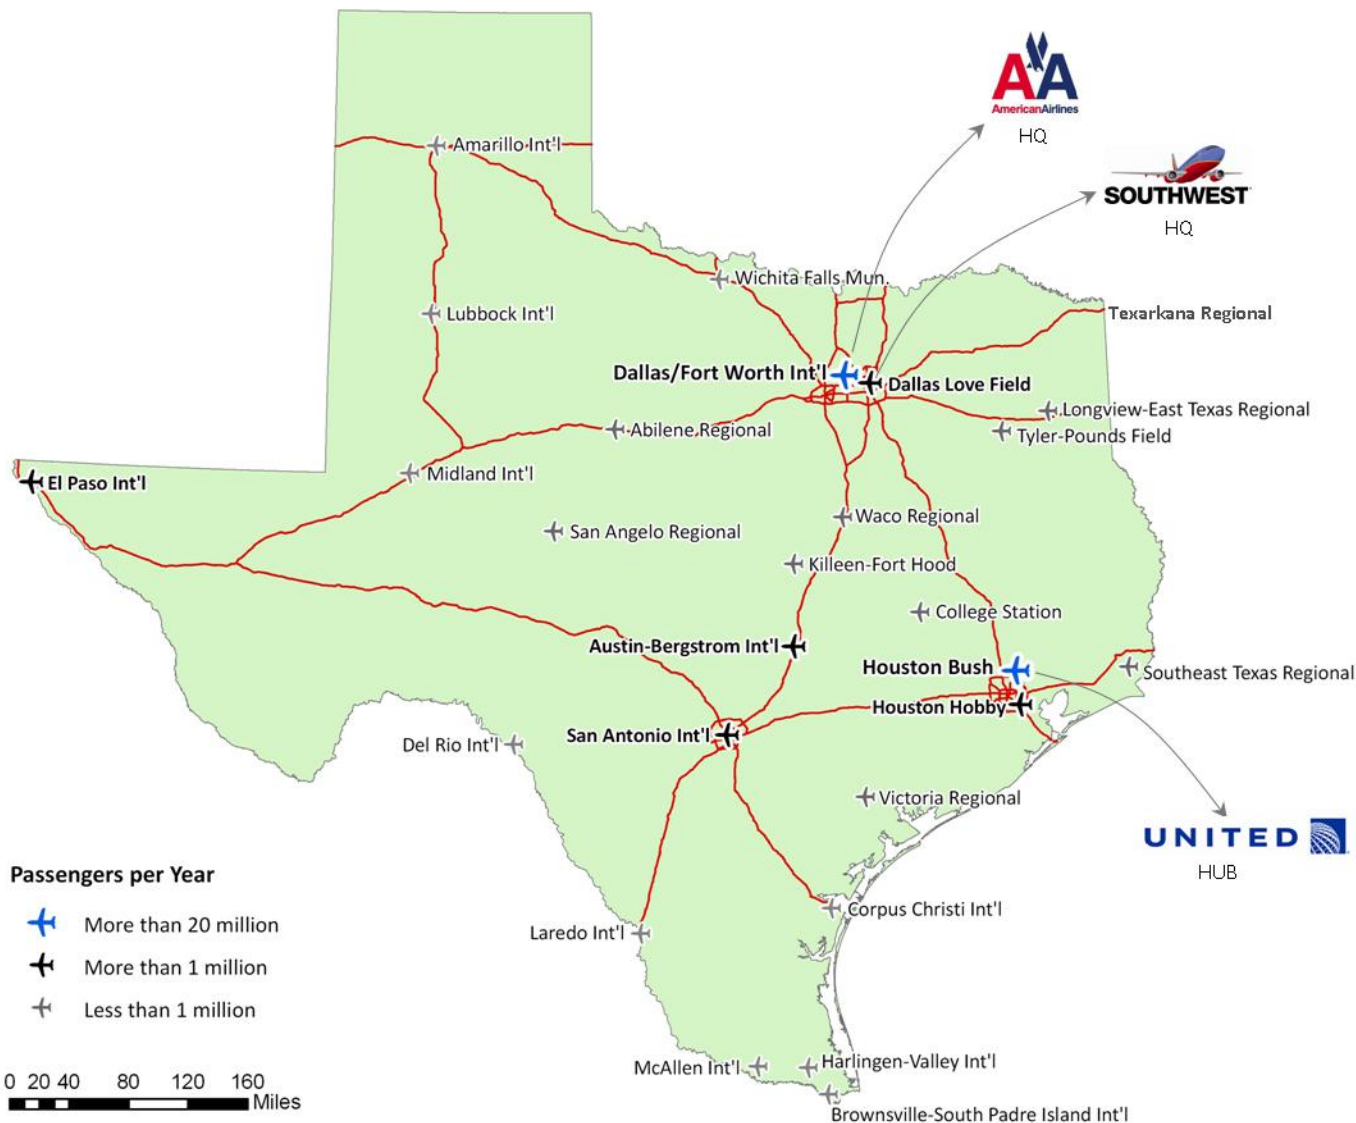 AA
AmericanAirlines
HQ
SOUTHWEST
HQ
Amarillo Int'l
Wichita Falls Mun.
Lubbock Int'l
Texarkana Regional
Dallas/Fort Worth Int'l
Dallas Love Field
Longview-East Texas Regional
Abilene Regional
Tyler-Pounds Field
Midland Int'l
El Paso Int'l
Waco Regional
San Angelo Regional
Killeen-Fort Hood
College Station
Austin-Bergstrom Int'l
Houston Bush
Southeast Texas Regional
Houston Hobby
San Antonio Int'l
Del Rio Int'l
Victoria Regional
UNITED
HUB
Passengers per Year
More than 20 million
More than 1 million
Less than 1 million
Corpus Christi Int'l
Laredo Int'l
McAllen Int'l
Harlingen-Valley Int'l
Brownsville-South Padre Island Int'l
0 20 40 80 120 160
Miles